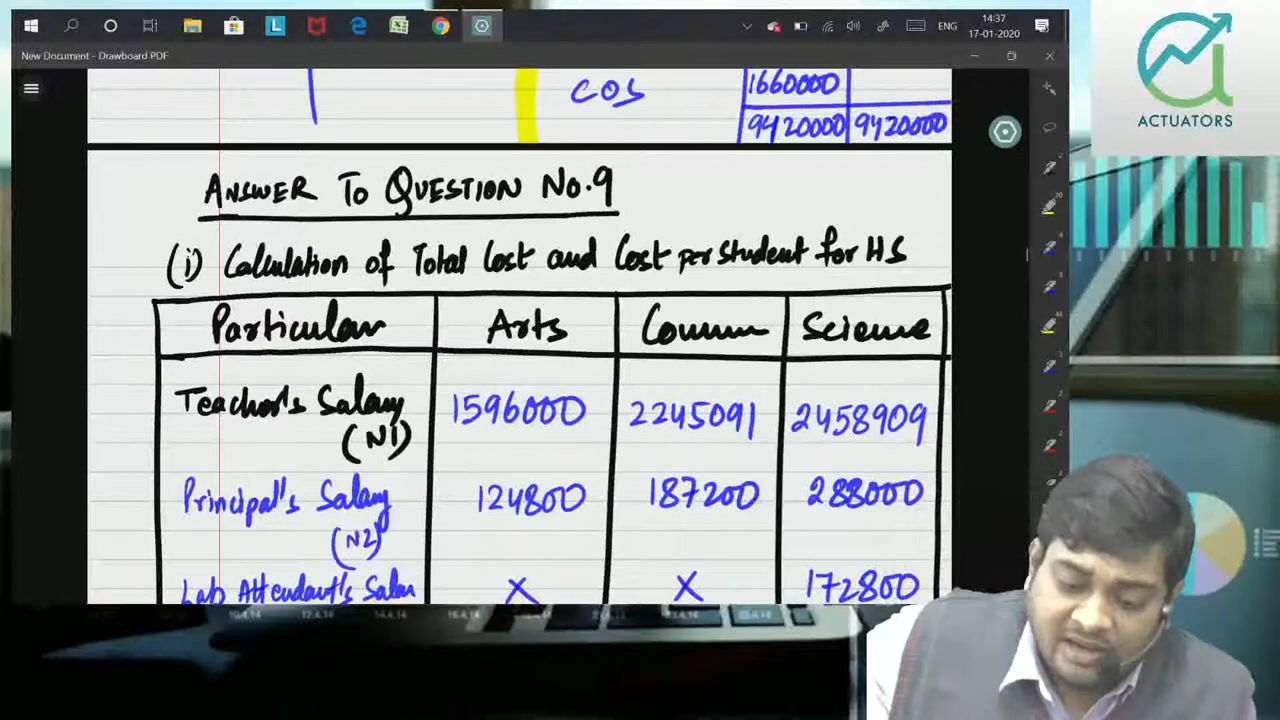 14:37
ENG
17-01-2020
New Document - Drawboard PDF
ACTUATORS
cos
1660000
9420000 9420000
ANSWER TO QUESTION NO.9
(i) Calculation of Total Cost and Cost per student for HS
Particulars Arts Comm Science
Teacher's Salary 1596000 2245091 2458909
(N1)
Principal's Salary 124800 187200 288000
(N2)
Lab Attendant's Salary X X 172800